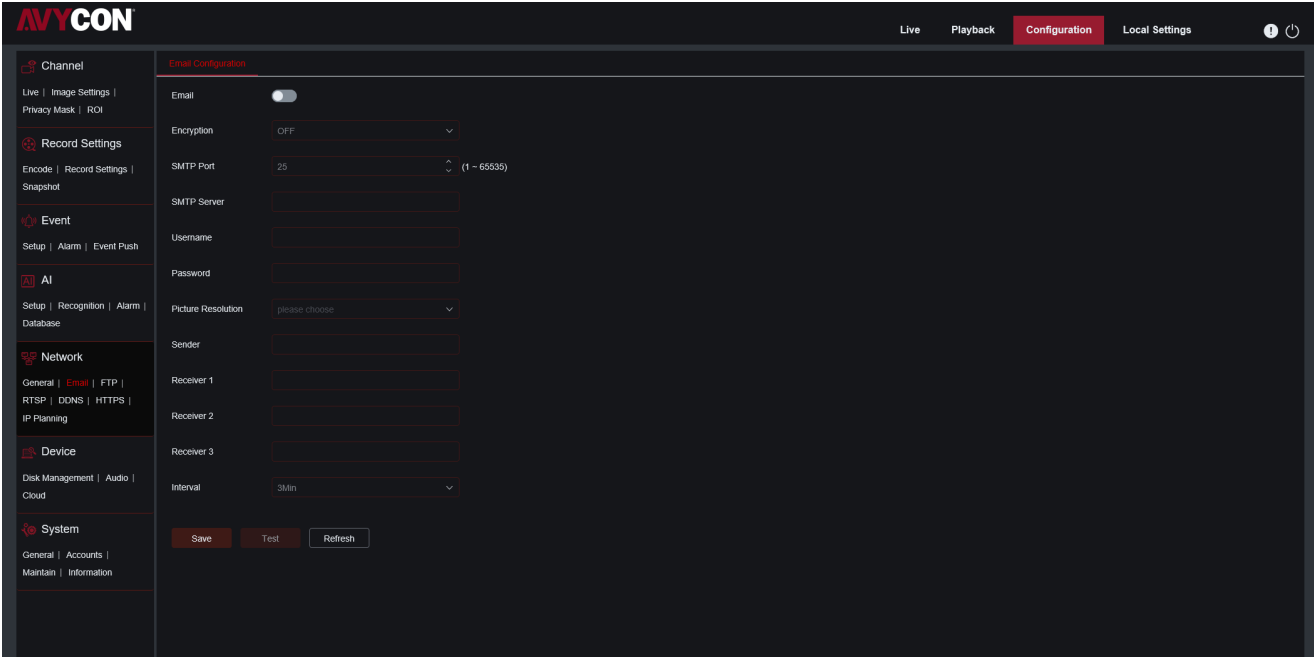 AVYCON
Live Playback Configuration Local Settings
Channel
Live | Image Settings |
Privacy Mask | ROI
Record Settings
Encode | Record Settings |
Snapshot
Event
Setup | Alarm | Event Push
AI AI
Setup | Recognition | Alarm |
Database
Network
General | Email | FTP |
RTSP | DDNS | HTTPS |
IP Planning
Device
Disk Management | Audio |
Cloud
System
General | Accounts |
Maintain | Information
Email Configuration
Email
Encryption OFF
SMTP Port 25 (1 ~ 65535)
SMTP Server
Username
Password
Picture Resolution please choose
Sender
Receiver 1
Receiver 2
Receiver 3
Interval 3Min
Save Test Refresh